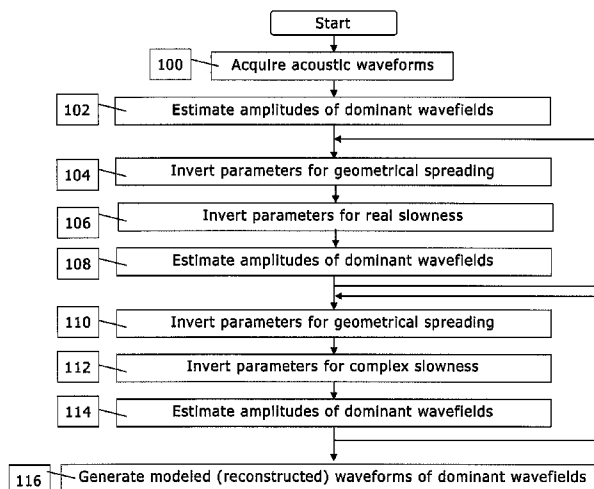 Start
100 Acquire acoustic waveforms
102 Estimate amplitudes of dominant wavefields
104 Invert parameters for geometrical spreading
106 Invert parameters for real slowness
108 Estimate amplitudes of dominant wavefields
110 Invert parameters for geometrical spreading
112 Invert parameters for complex slowness
114 Estimate amplitudes of dominant wavefields
116 Generate modeled (reconstructed) waveforms of dominant wavefields